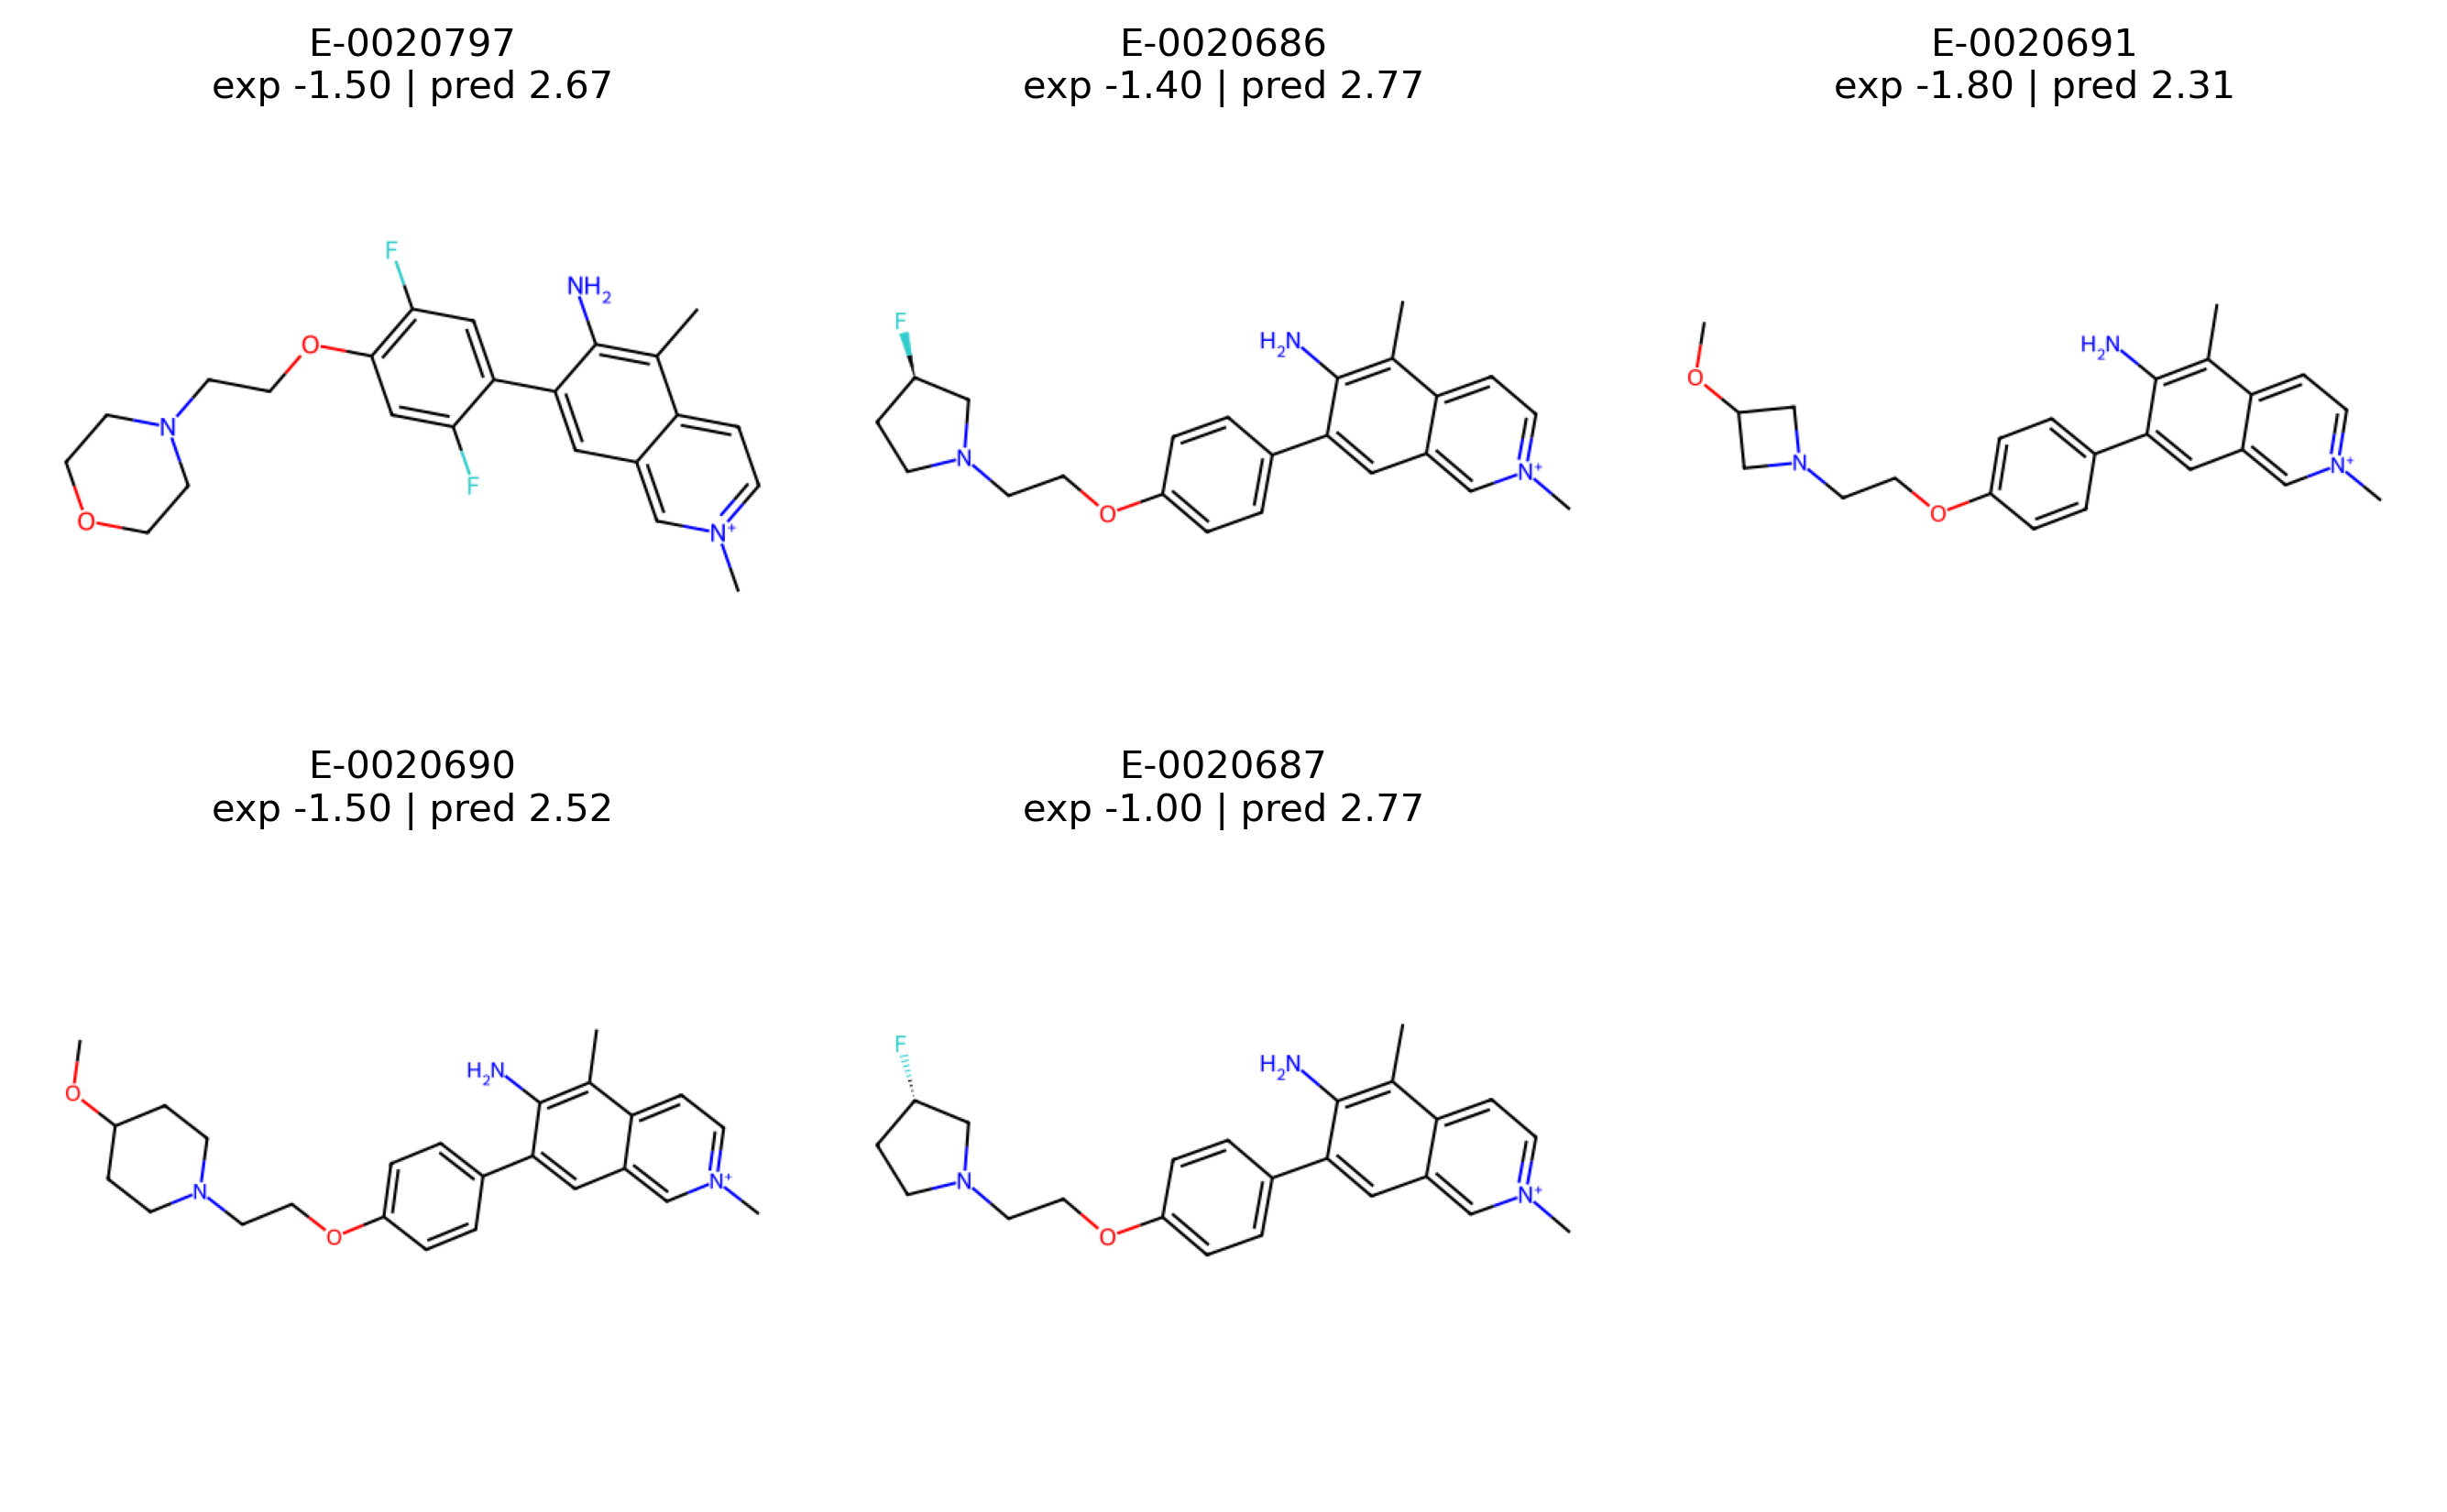 E-0020797
exp -1.50 | pred 2.67
E-0020686
exp -1.40 | pred 2.77
E-0020691
exp -1.80 | pred 2.31
F
NH2
O
N
O
F
N+
F
H2N
N
O
N+
O
H2N
N
O
N+
E-0020690
exp -1.50 | pred 2.52
E-0020687
exp -1.00 | pred 2.77
O
H2N
N
O
N+
F
H2N
N
O
N+